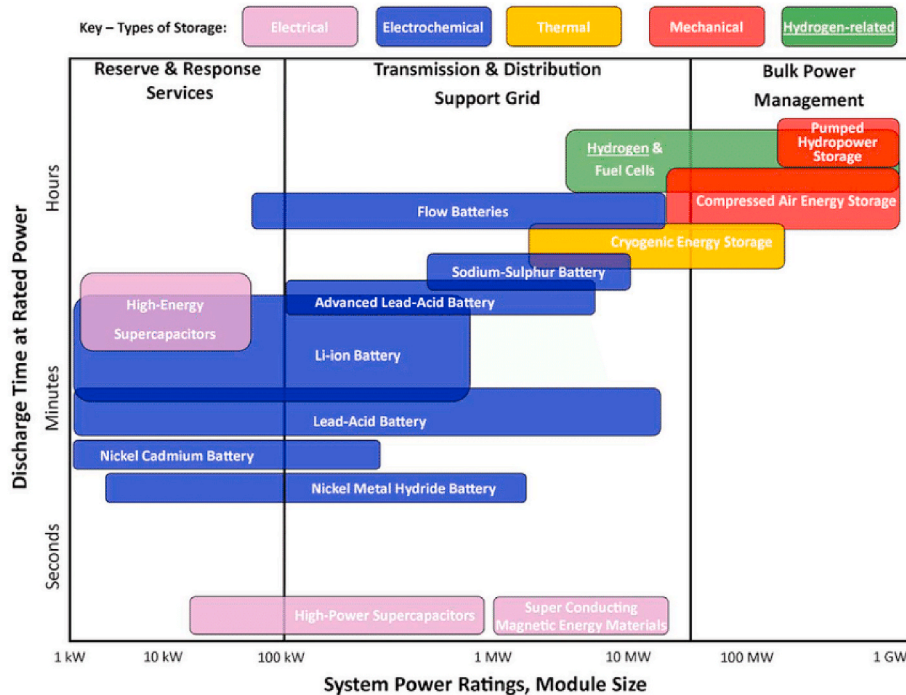 Key – Types of Storage:
Electrical
Electrochemical
Thermal
Mechanical
Hydrogen-related
Reserve & Response
Services
Transmission & Distribution
Support Grid
Bulk Power
Management
Pumped
Hydropower
Storage
Hydrogen &
Fuel Cells
Compressed Air Energy Storage
Flow Batteries
Cryogenic Energy Storage
Sodium-Sulphur Battery
Advanced Lead-Acid Battery
High-Energy
Supercapacitors
Li-ion Battery
Lead-Acid Battery
Nickel Cadmium Battery
Nickel Metal Hydride Battery
High-Power Supercapacitors
Super Conducting
Magnetic Energy Materials
Discharge Time at Rated Power
Hours
Minutes
Seconds
1 kW
10 kW
100 kW
1 MW
10 MW
100 MW
1 GW
System Power Ratings, Module Size